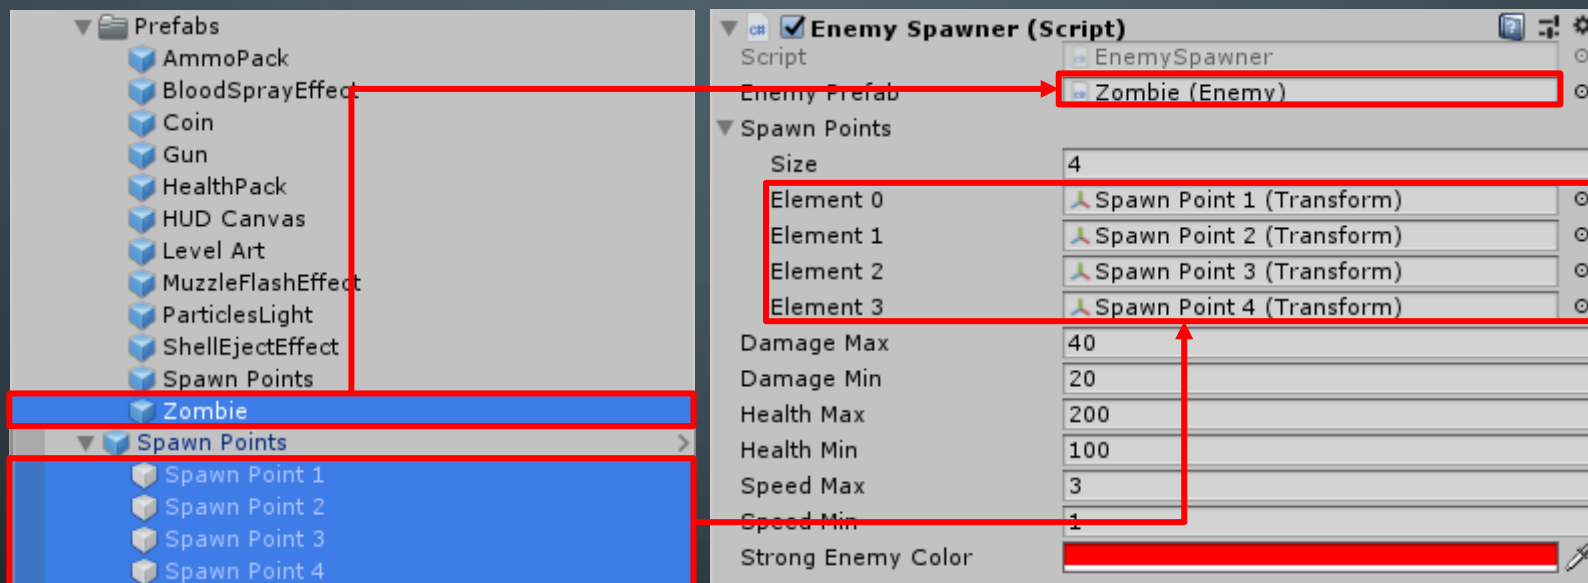 Prefabs
AmmoPack
BloodSprayEffect
Coin
Gun
HealthPack
HUD Canvas
Level Art
MuzzleFlashEffect
ParticlesLight
ShellEjectEffect
Spawn Points
Zombie
Spawn Points
Spawn Point 1
Spawn Point 2
Spawn Point 3
Spawn Point 4
c# Enemy Spawner (Script)
Script EnemySpawner
Enemy Prefab Zombie (Enemy)
Spawn Points
Size 4
Element 0 Spawn Point 1 (Transform)
Element 1 Spawn Point 2 (Transform)
Element 2 Spawn Point 3 (Transform)
Element 3 Spawn Point 4 (Transform)
Damage Max 40
Damage Min 20
Health Max 200
Health Min 100
Speed Max 3
Speed Min 1
Strong Enemy Color